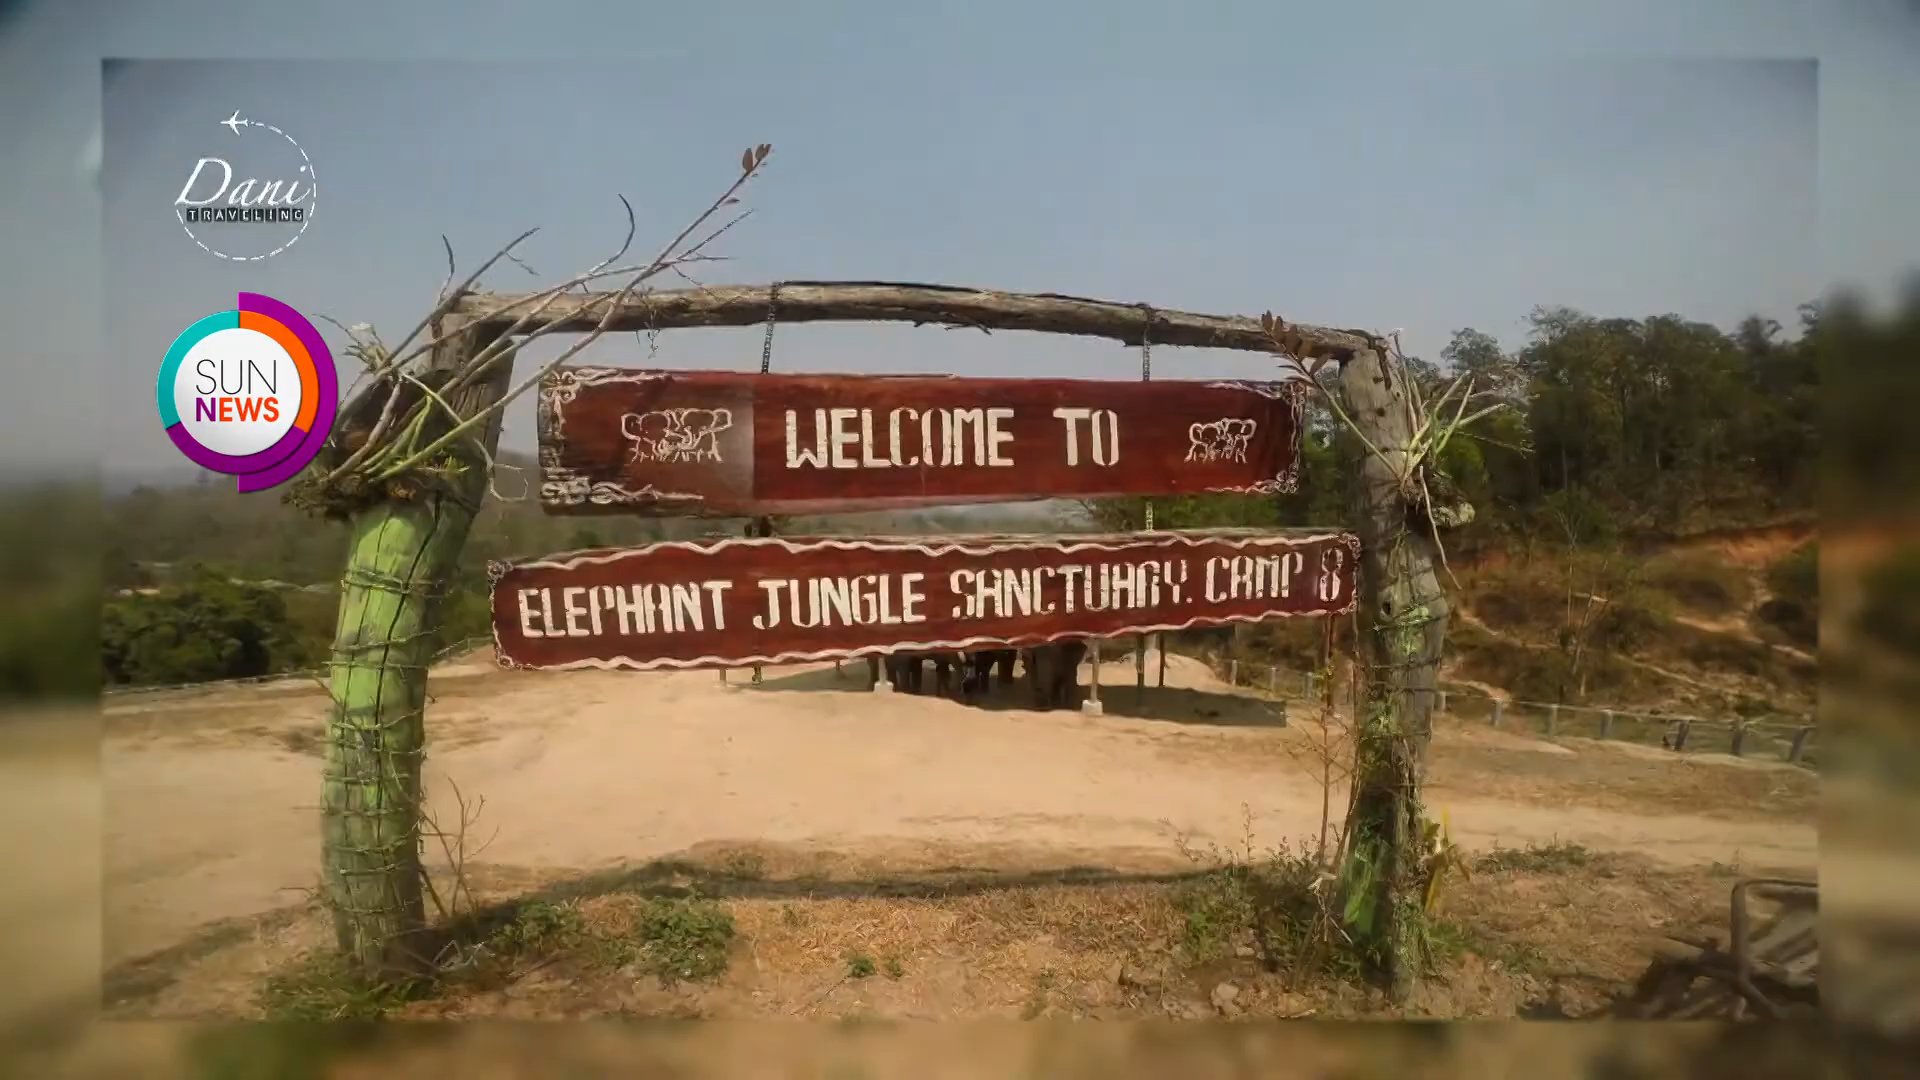 Dani
TRAVELING
SUN
NEWS
WELCOME TO
ELEPHANT JUNGLE SANCTUARY. CAMP 8